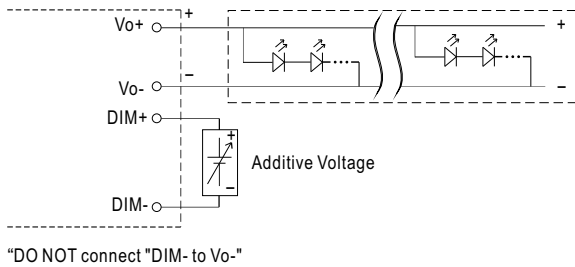 Vo+
+
+
Vo-
−
−
DIM+
+
Additive Voltage
−
DIM-
“DO NOT connect "DIM- to Vo-"